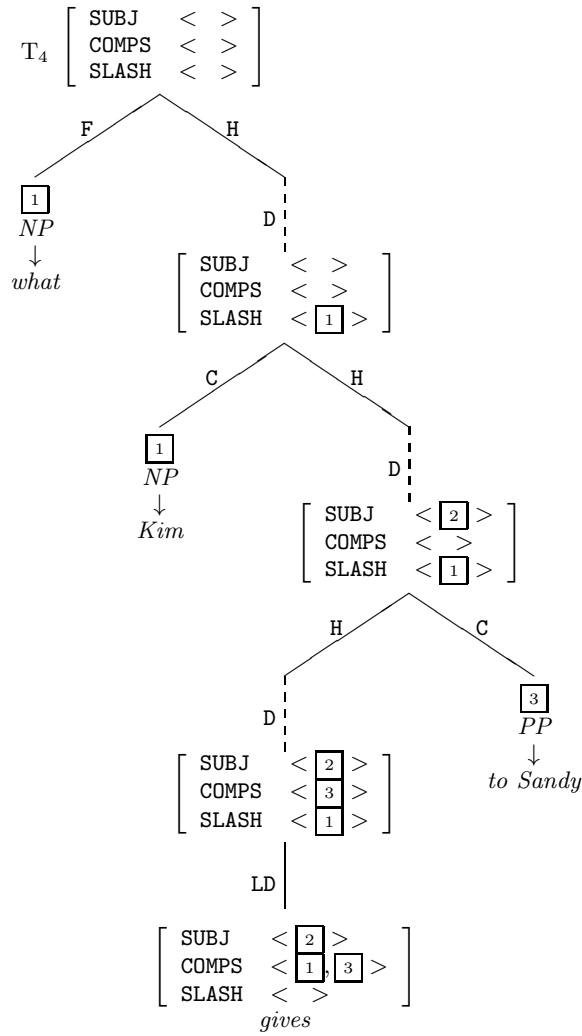 T₄ [ SUBJ < >
COMPS < >
SLASH < > ]
F H
1
NP
↓
what
D
[ SUBJ < >
COMPS < >
SLASH < 1 > ]
C H
1
NP
↓
Kim
D
[ SUBJ < 2 >
COMPS < >
SLASH < 1 > ]
H C
3
PP
↓
to Sandy
D
[ SUBJ < 2 >
COMPS < 3 >
SLASH < 1 > ]
LD
[ SUBJ < 2 >
COMPS < 1 , 3 >
SLASH < > ]
gives